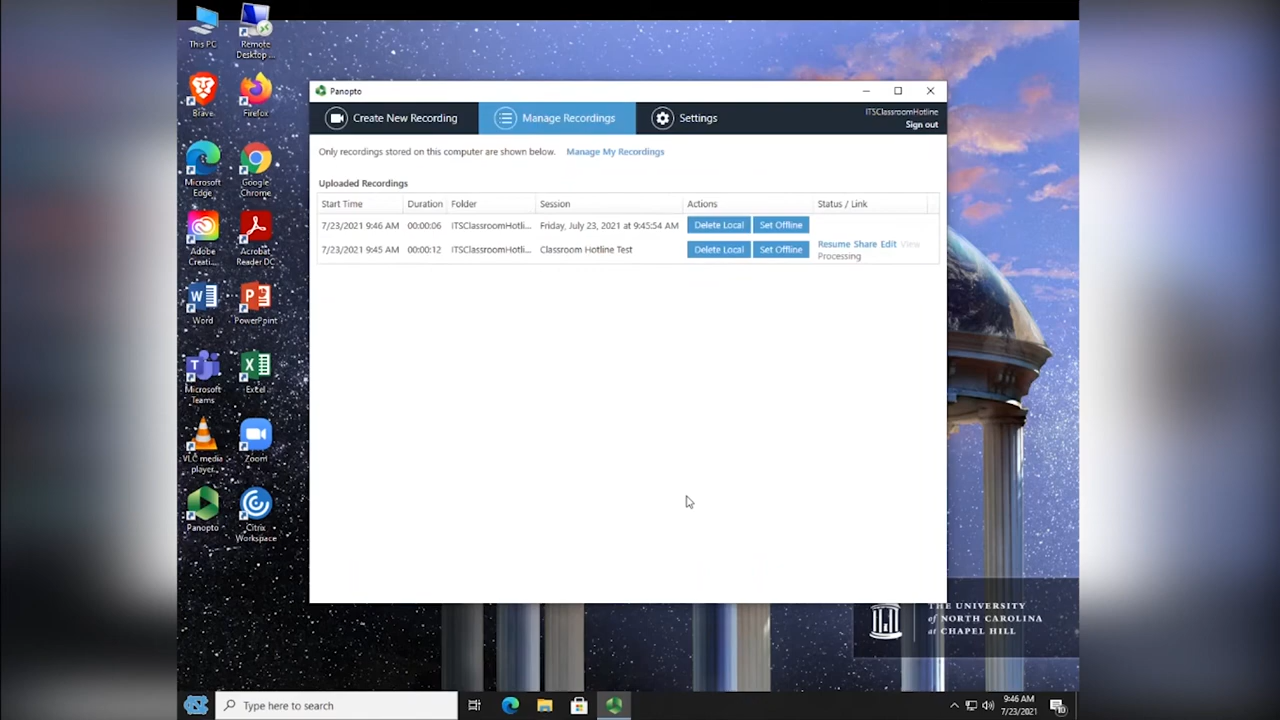 This PC
Remote
Desktop ...
Brave
Firefox
Microsoft
Edge
Google
Chrome
Adobe
Creati...
Acrobat
Reader DC
Word
PowerPoint
Microsoft
Teams
Excel
VLC media
player
Zoom
Panopto
Citrix
Workspace
Panopto
Create New Recording
Manage Recordings
Settings
ITSClassroomHotline
Sign out
Only recordings stored on this computer are shown below. Manage My Recordings
Uploaded Recordings
Start Time Duration Folder Session Actions Status / Link
7/23/2021 9:46 AM 00:00:06 ITSClassroomHotli... Friday, July 23, 2021 at 9:45:54 AM Delete Local Set Offline
7/23/2021 9:45 AM 00:00:12 ITSClassroomHotli... Classroom Hotline Test Delete Local Set Offline Resume Share Edit View
Processing
THE UNIVERSITY
of NORTH CAROLINA
at CHAPEL HILL
Type here to search
9:46 AM
7/23/2021
10